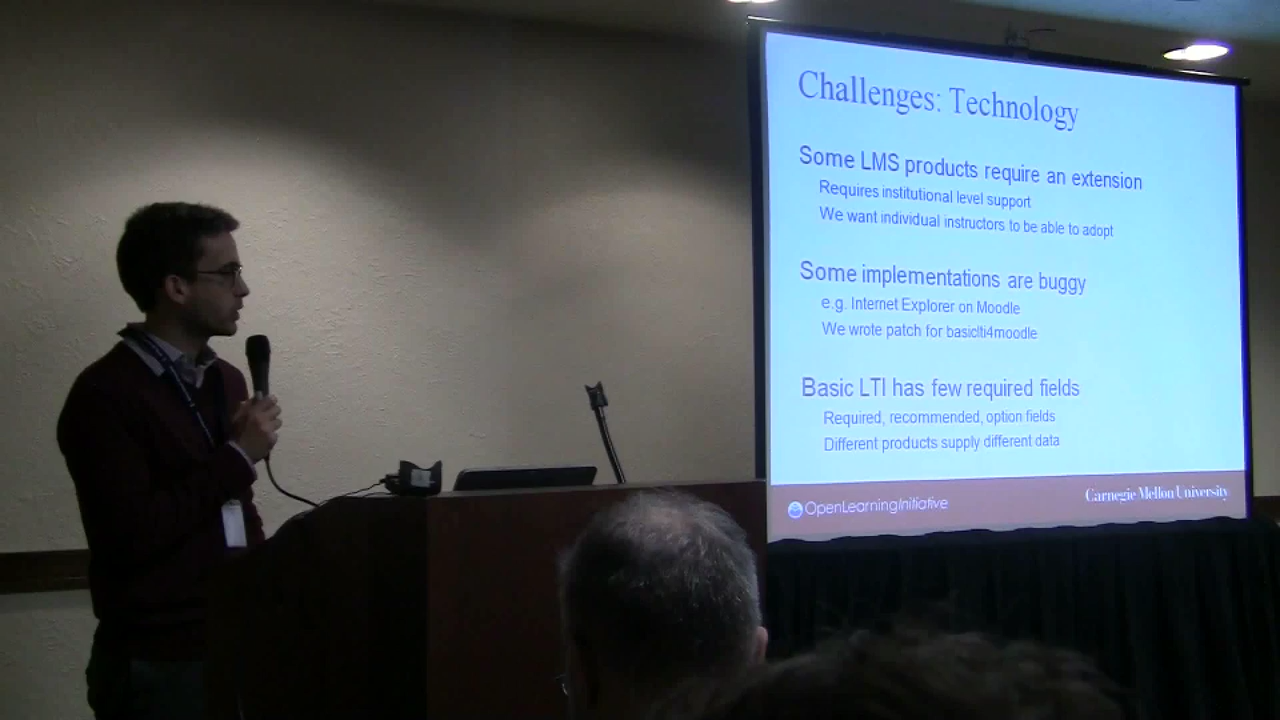 Challenges: Technology
Some LMS products require an extension
Requires institutional level support
We want individual instructors to be able to adopt
Some implementations are buggy
e.g. Internet Explorer on Moodle
We wrote patch for basiclti4moodle
Basic LTI has few required fields
Required, recommended, option fields
Different products supply different data
OpenLearningInitiative
Carnegie Mellon University